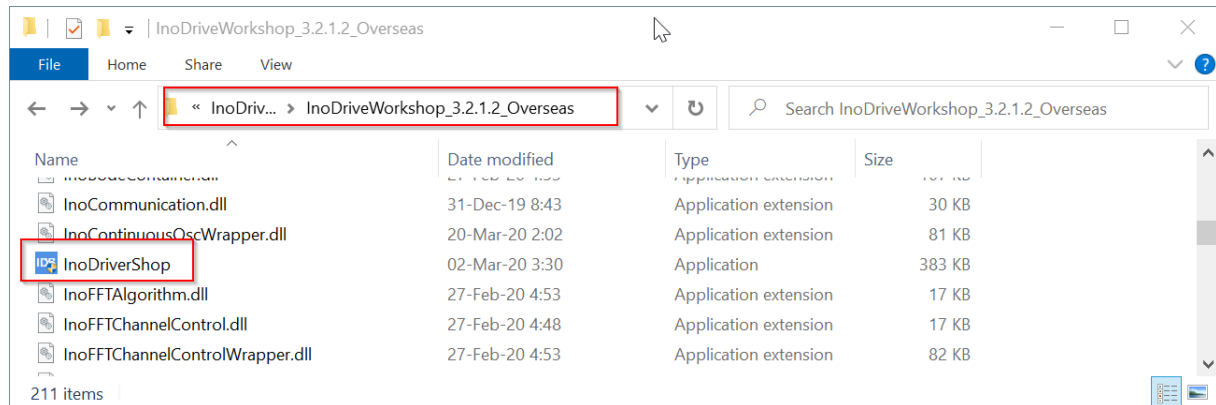 InoDriveWorkshop_3.2.1.2_Overseas
File Home Share View
« InoDriv... > InoDriveWorkshop_3.2.1.2_Overseas Search InoDriveWorkshop_3.2.1.2_Overseas
Name Date modified Type Size
InoCommunication.dll 31-Dec-19 8:43 Application extension 30 KB
InoContinuousOscWrapper.dll 20-Mar-20 2:02 Application extension 81 KB
IDS InoDriverShop 02-Mar-20 3:30 Application 383 KB
InoFFTAlgorithm.dll 27-Feb-20 4:53 Application extension 17 KB
InoFFTChannelControl.dll 27-Feb-20 4:48 Application extension 17 KB
InoFFTChannelControlWrapper.dll 27-Feb-20 4:53 Application extension 82 KB
211 items